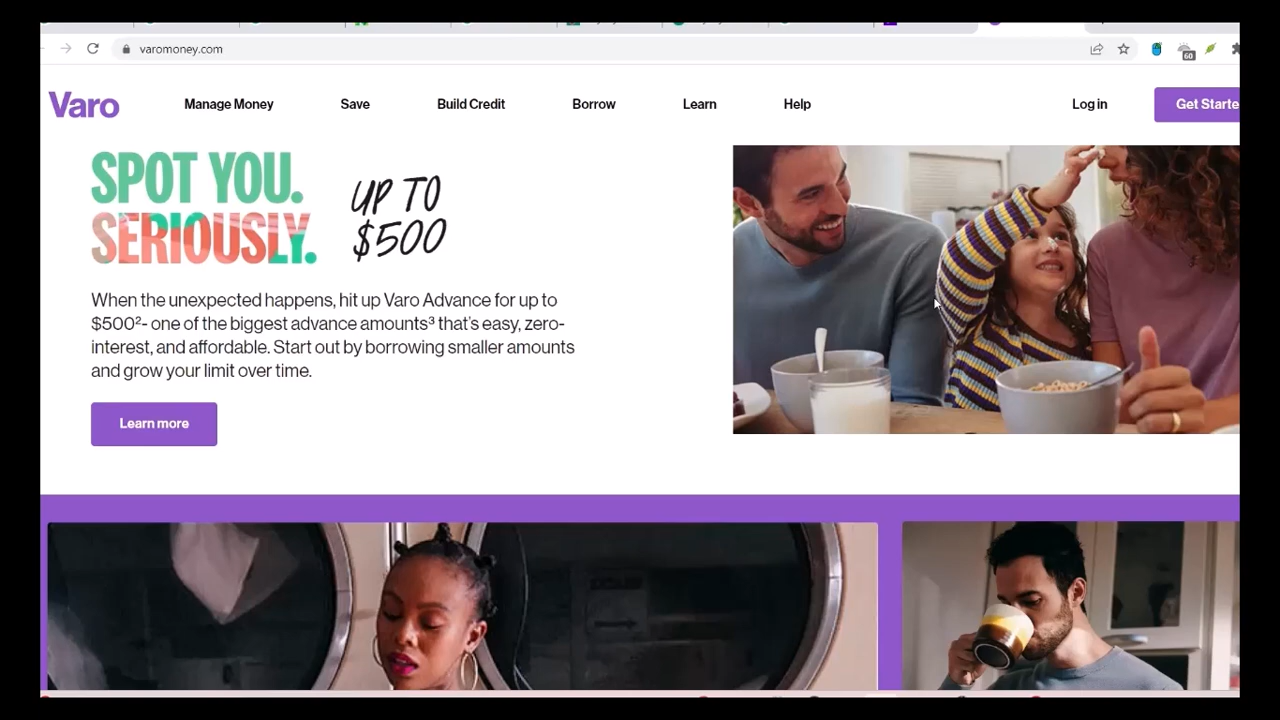 varomoney.com
60
Varo
Manage Money
Save
Build Credit
Borrow
Learn
Help
Log in
Get Starte
SPOT YOU.
SERIOUSLY.
UP TO
$500
When the unexpected happens, hit up Varo Advance for up to
$500²- one of the biggest advance amounts³ that's easy, zero-
interest, and affordable. Start out by borrowing smaller amounts
and grow your limit over time.
Learn more